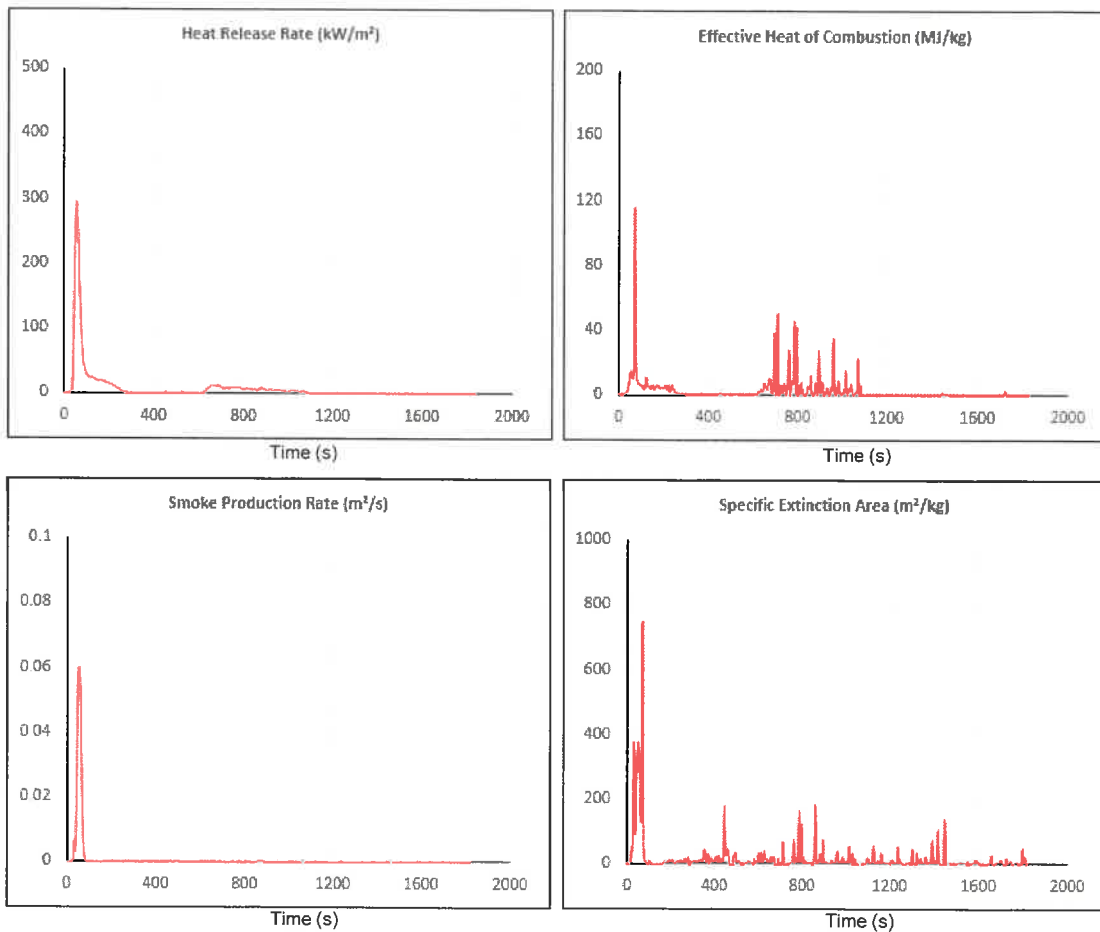 Heat Release Rate (kW/m²)
500
400
300
200
100
0
0 400 800 1200 1600 2000
Time (s)
Effective Heat of Combustion (MJ/kg)
200
160
120
80
40
0
0 400 800 1200 1600 2000
Time (s)
Smoke Production Rate (m²/s)
0.1
0.08
0.06
0.04
0.02
0
0 400 800 1200 1600 2000
Time (s)
Specific Extinction Area (m²/kg)
1000
800
600
400
200
0
0 400 800 1200 1600 2000
Time (s)